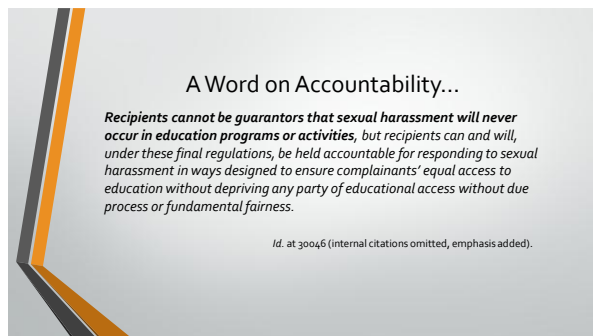 A Word on Accountability…
Recipients cannot be guarantors that sexual harassment will never
occur in education programs or activities, but recipients can and will,
under these final regulations, be held accountable for responding to sexual
harassment in ways designed to ensure complainants’ equal access to
education without depriving any party of educational access without due
process or fundamental fairness.
Id. at 30046 (internal citations omitted, emphasis added).